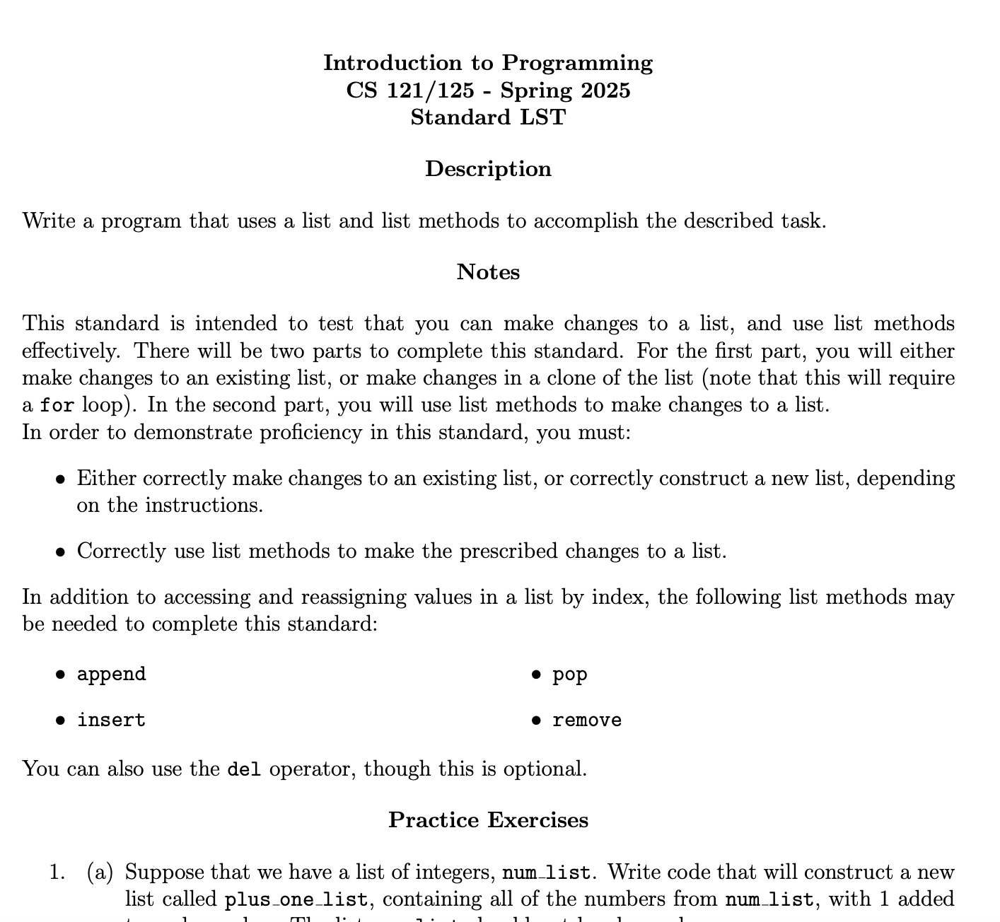 Introduction to Programming
CS 121/125 - Spring 2025
Standard LST
Description
Write a program that uses a list and list methods to accomplish the described task.
Notes
This standard is intended to test that you can make changes to a list, and use list methods
effectively. There will be two parts to complete this standard. For the first part, you will either
make changes to an existing list, or make changes in a clone of the list (note that this will require
a for loop). In the second part, you will use list methods to make changes to a list.
In order to demonstrate proficiency in this standard, you must:
• Either correctly make changes to an existing list, or correctly construct a new list, depending
on the instructions.
• Correctly use list methods to make the prescribed changes to a list.
In addition to accessing and reassigning values in a list by index, the following list methods may
be needed to complete this standard:
• append
• insert
• pop
• remove
You can also use the del operator, though this is optional.
Practice Exercises
1. (a) Suppose that we have a list of integers, num_list. Write code that will construct a new
list called plus_one_list, containing all of the numbers from num_list, with 1 added